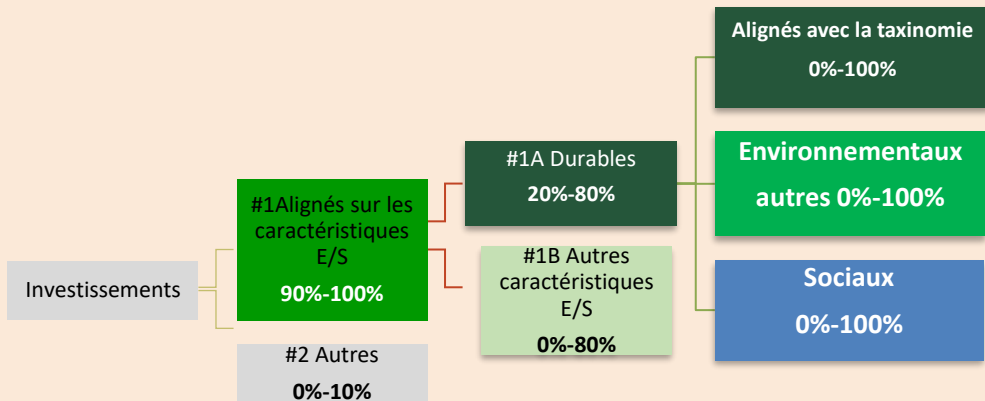 Investissements
#1Alignés sur les
caractéristiques
E/S
90%-100%
#2 Autres
0%-10%
#1A Durables
20%-80%
#1B Autres
caractéristiques
E/S
0%-80%
Alignés avec la taxinomie
0%-100%
Environnementaux
autres 0%-100%
Sociaux
0%-100%